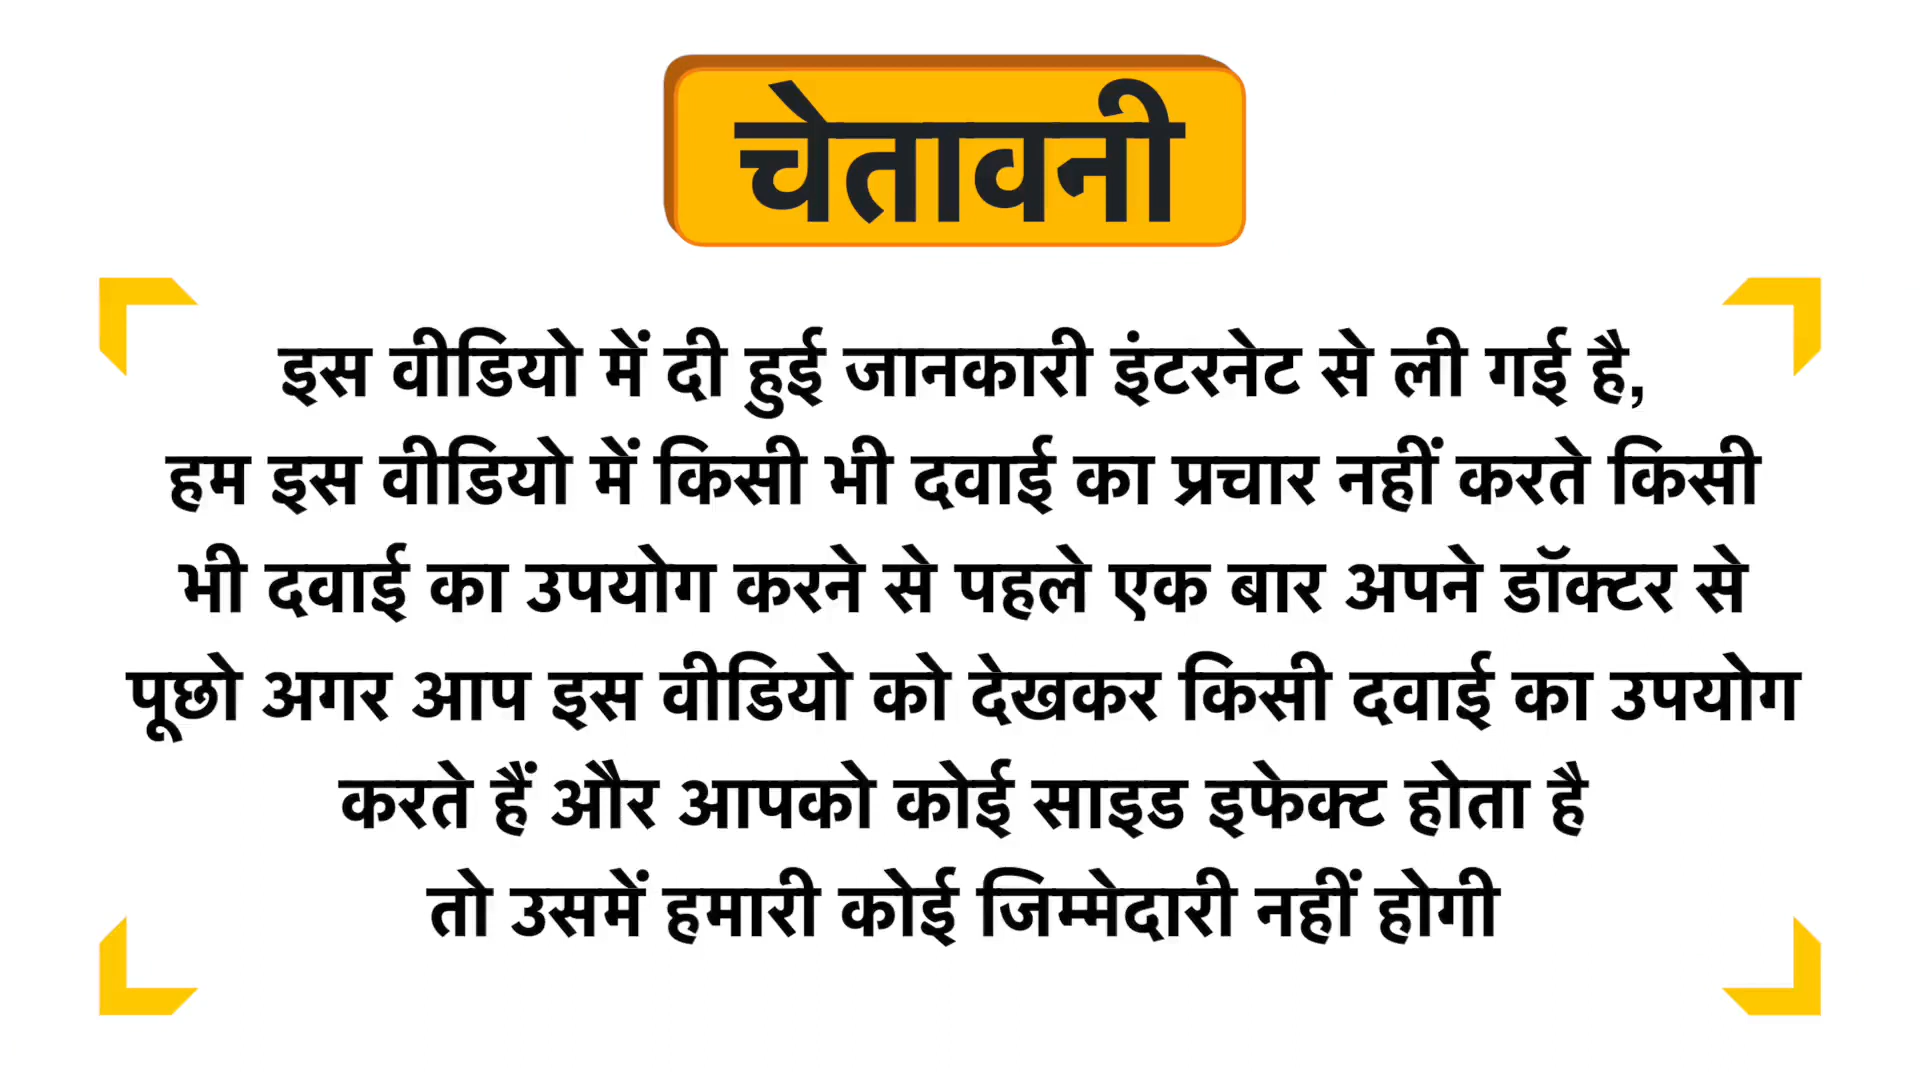 चेतावनी
इस वीडियो में दी हुई जानकारी इंटरनेट से ली गई है,
हम इस वीडियो में किसी भी दवाई का प्रचार नहीं करते किसी
भी दवाई का उपयोग करने से पहले एक बार अपने डॉक्टर से
पूछो अगर आप इस वीडियो को देखकर किसी दवाई का उपयोग
करते हैं और आपको कोई साइड इफेक्ट होता है
तो उसमें हमारी कोई जिम्मेदारी नहीं होगी